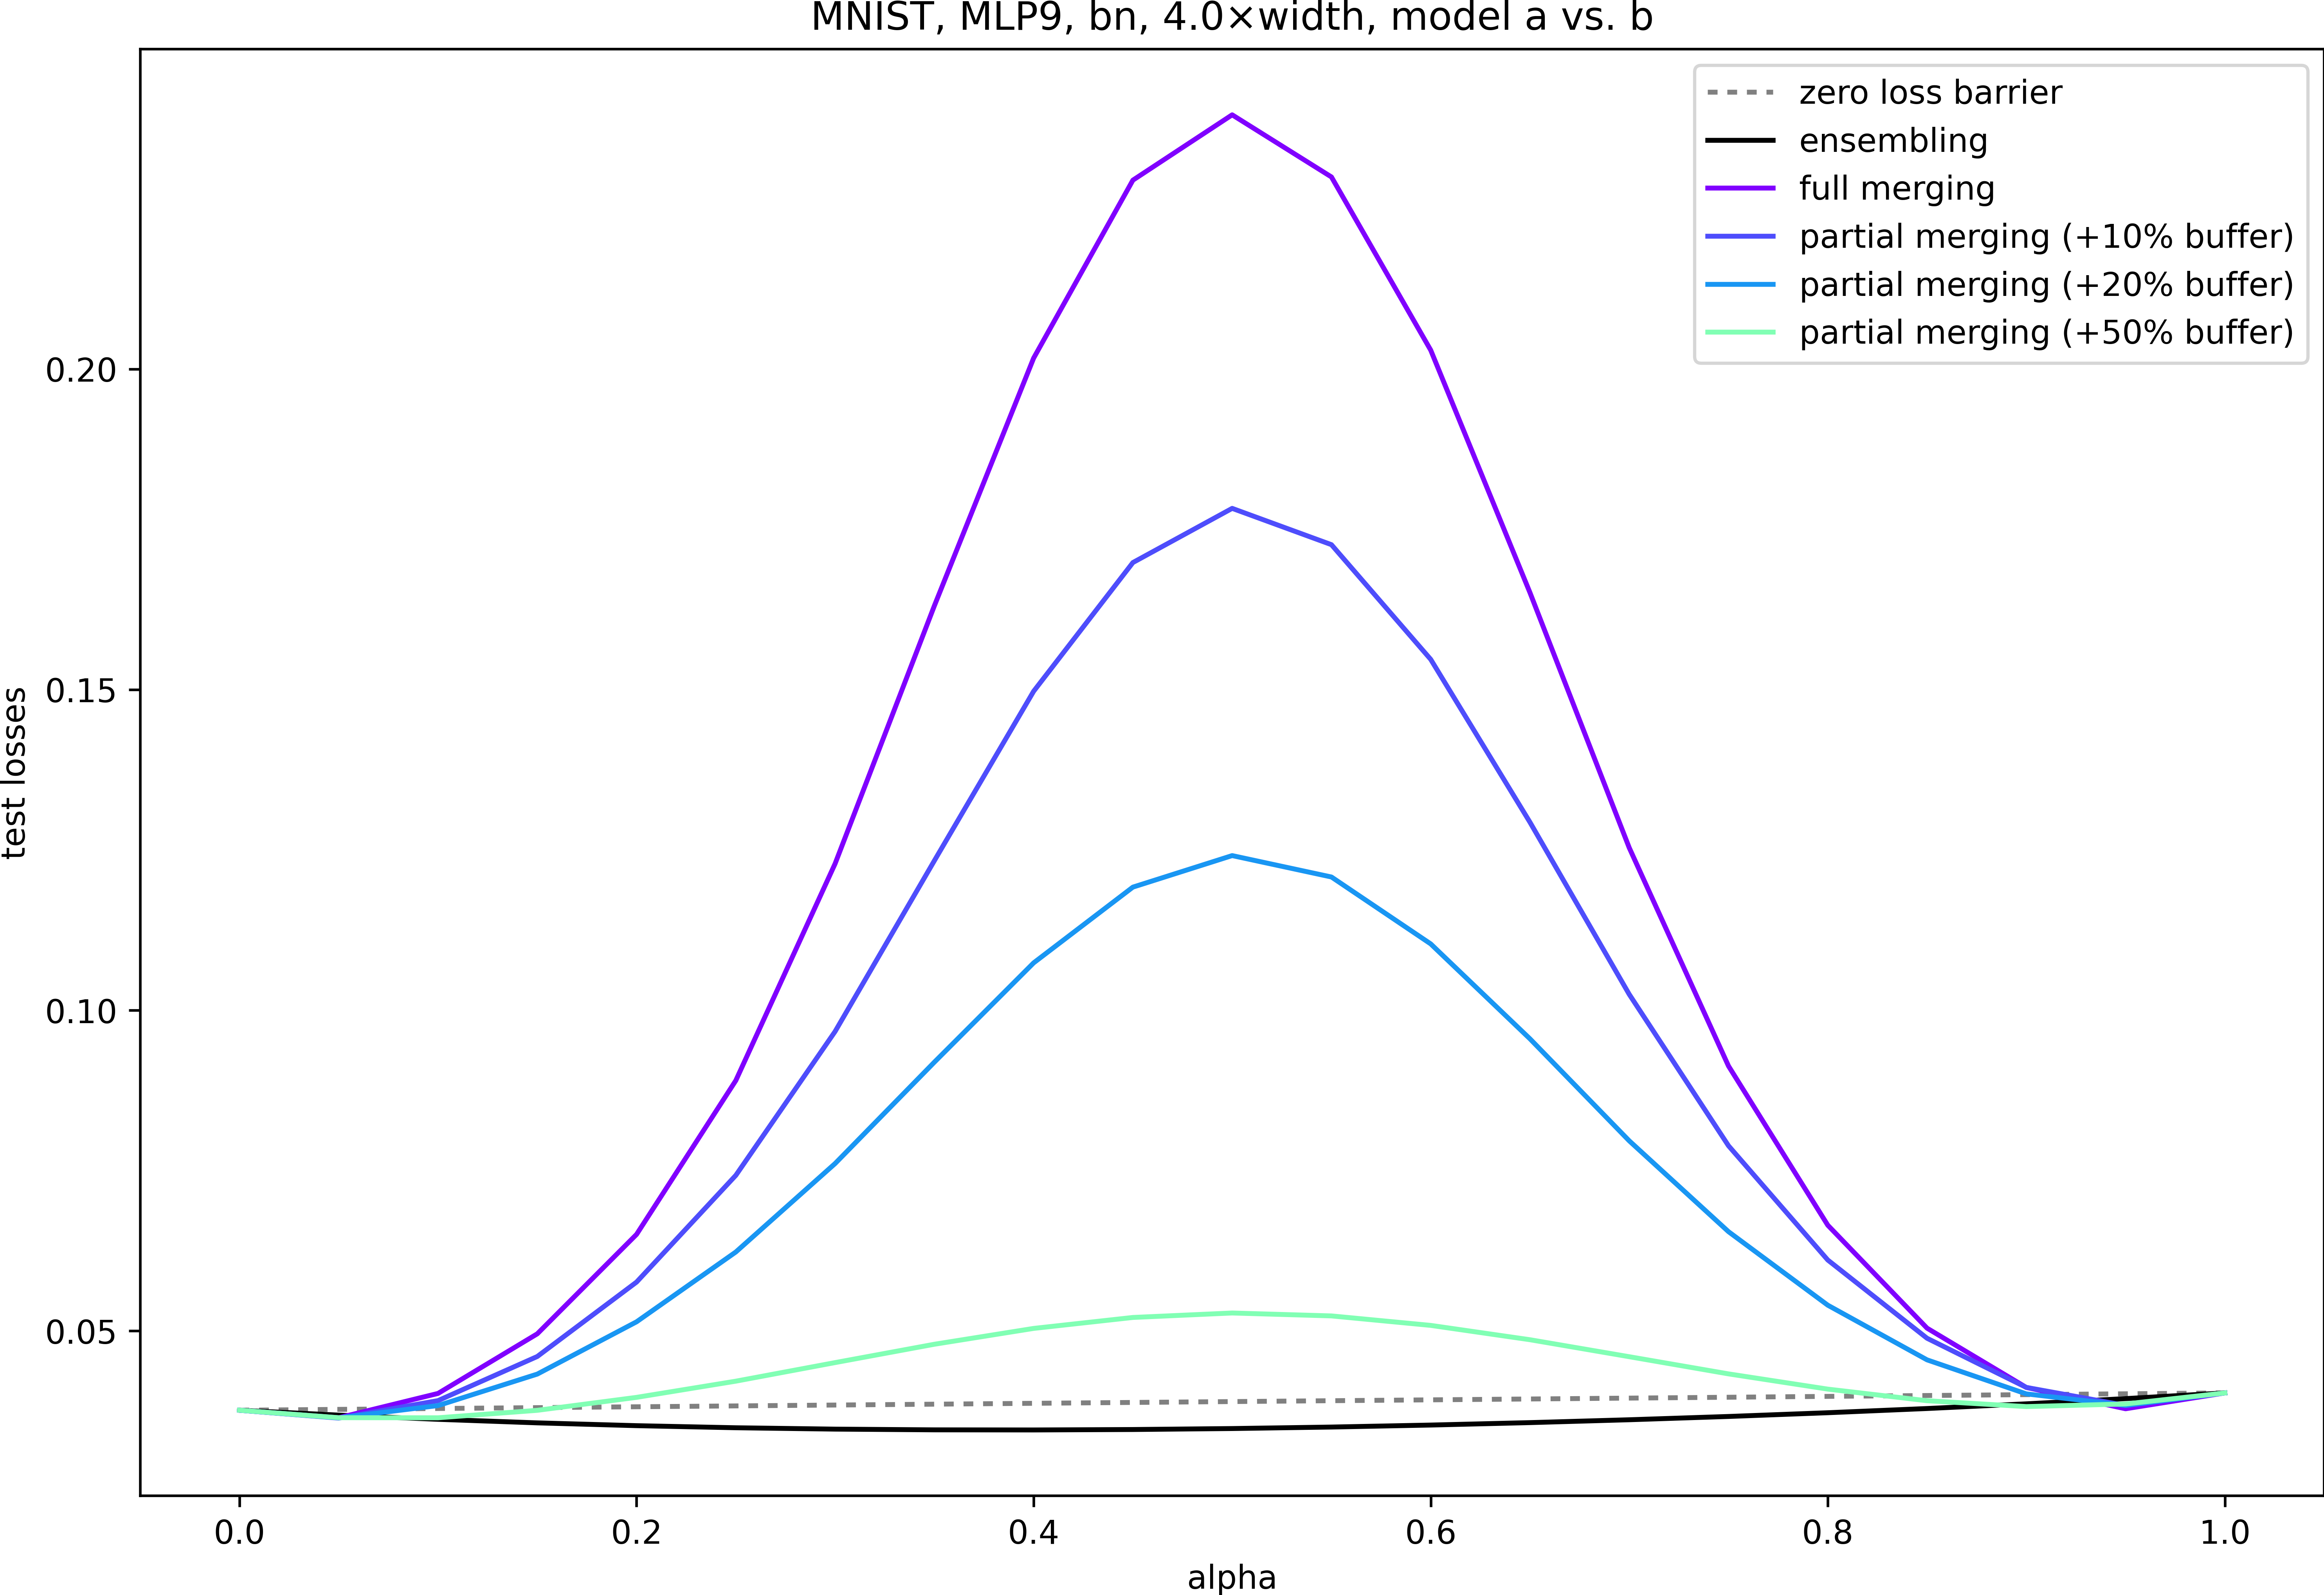 MNIST, MLP9, bn, 4.0×width, model a vs. b
zero loss barrier
ensembling
full merging
partial merging (+10% buffer)
partial merging (+20% buffer)
partial merging (+50% buffer)
test losses
0.20
0.15
0.10
0.05
0.0 0.2 0.4 0.6 0.8 1.0
alpha